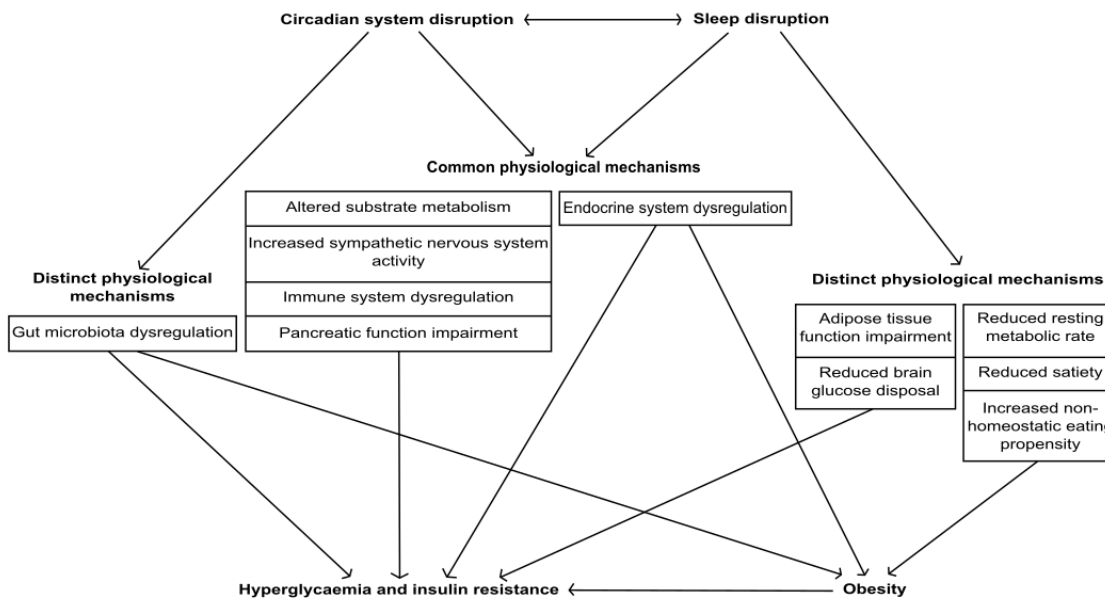 Circadian system disruption
Sleep disruption
Common physiological mechanisms
Altered substrate metabolism
Increased sympathetic nervous system
activity
Immune system dysregulation
Pancreatic function impairment
Endocrine system dysregulation
Distinct physiological
mechanisms
Gut microbiota dysregulation
Distinct physiological mechanisms
Adipose tissue
function impairment
Reduced brain
glucose disposal
Reduced resting
metabolic rate
Reduced satiety
Increased non-
homeostatic eating
propensity
Hyperglycaemia and insulin resistance
Obesity